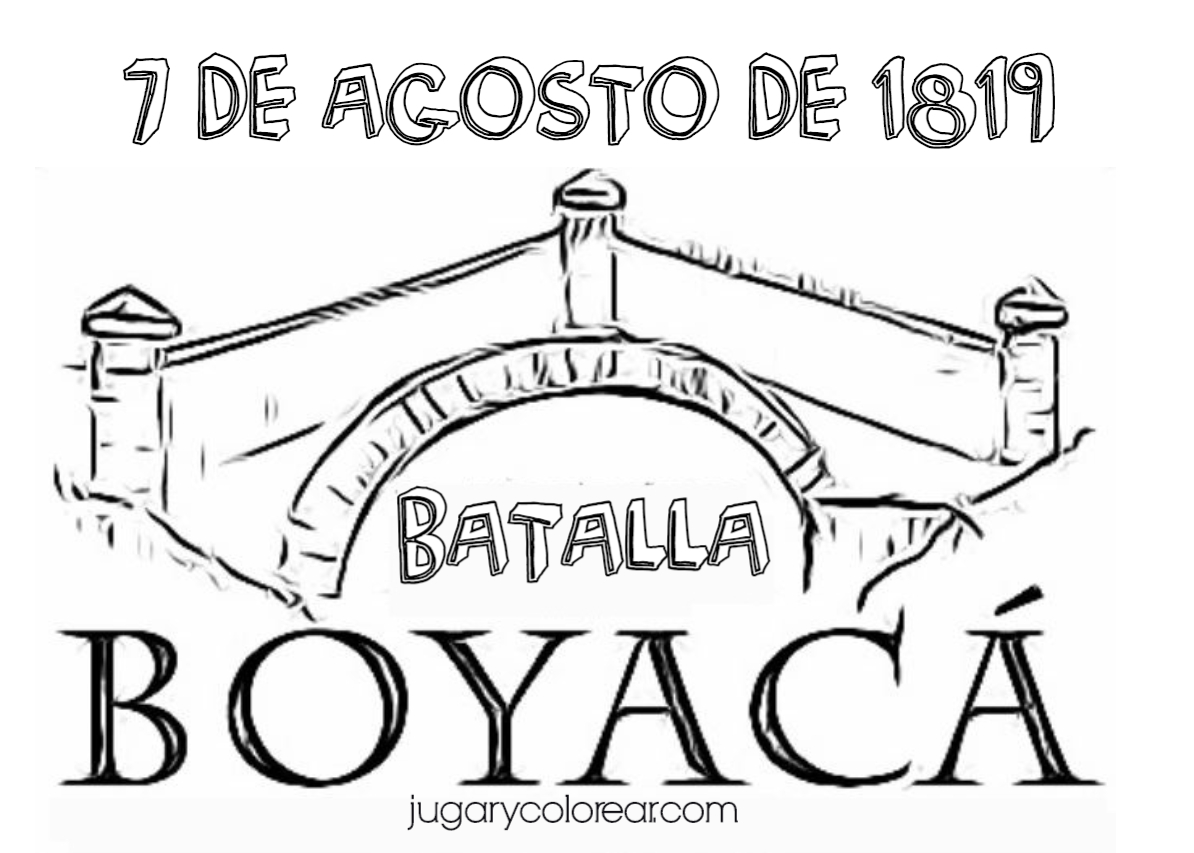 7 DE AGOSTO DE 1819
BATALLA
BOYACÁ
jugarycolorear.com